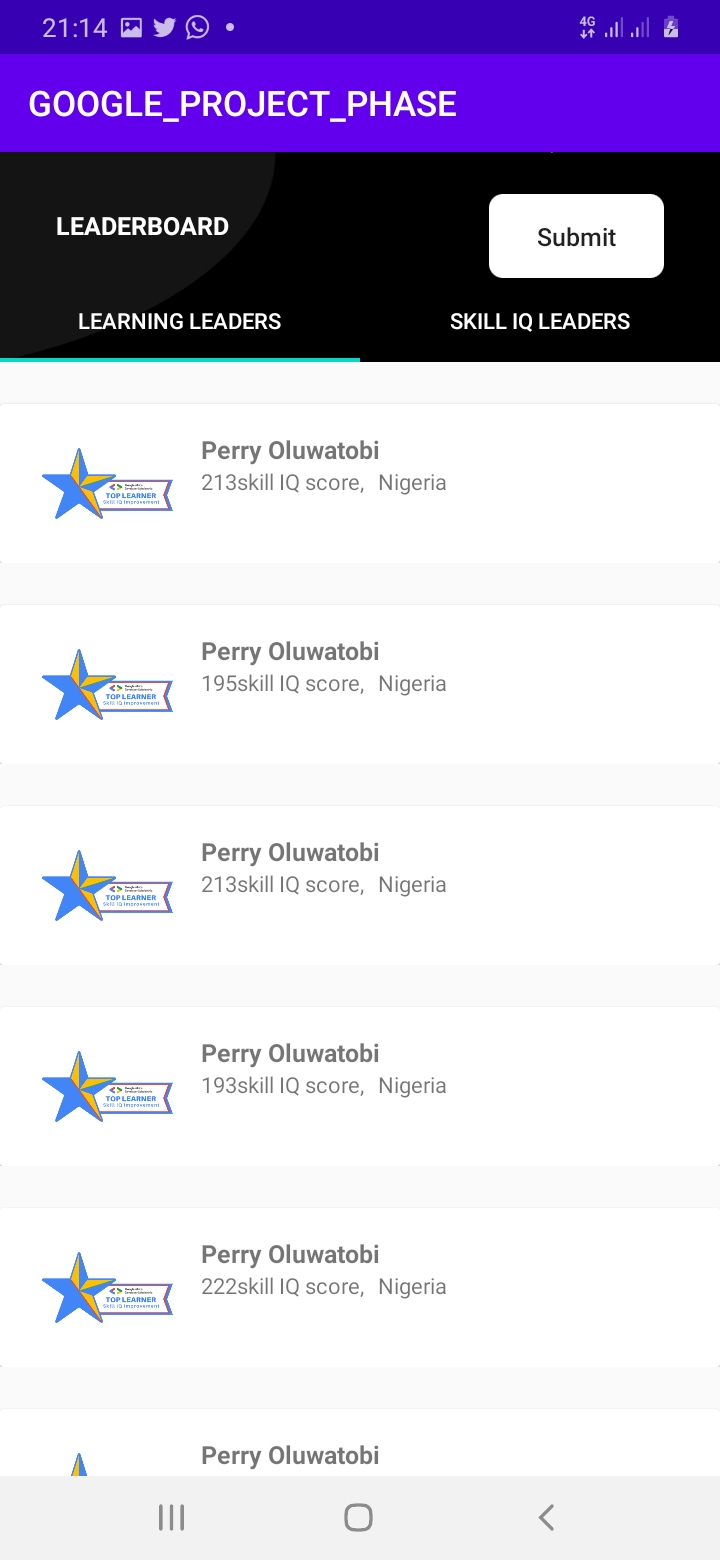 21:14
4G
GOOGLE_PROJECT_PHASE
LEADERBOARD
Submit
LEARNING LEADERS
SKILL IQ LEADERS
Perry Oluwatobi
213skill IQ score, Nigeria
TOP LEARNER
Skill IQ Improvement
Perry Oluwatobi
195skill IQ score, Nigeria
TOP LEARNER
Skill IQ Improvement
Perry Oluwatobi
213skill IQ score, Nigeria
TOP LEARNER
Skill IQ Improvement
Perry Oluwatobi
193skill IQ score, Nigeria
TOP LEARNER
Skill IQ Improvement
Perry Oluwatobi
222skill IQ score, Nigeria
TOP LEARNER
Skill IQ Improvement
Perry Oluwatobi